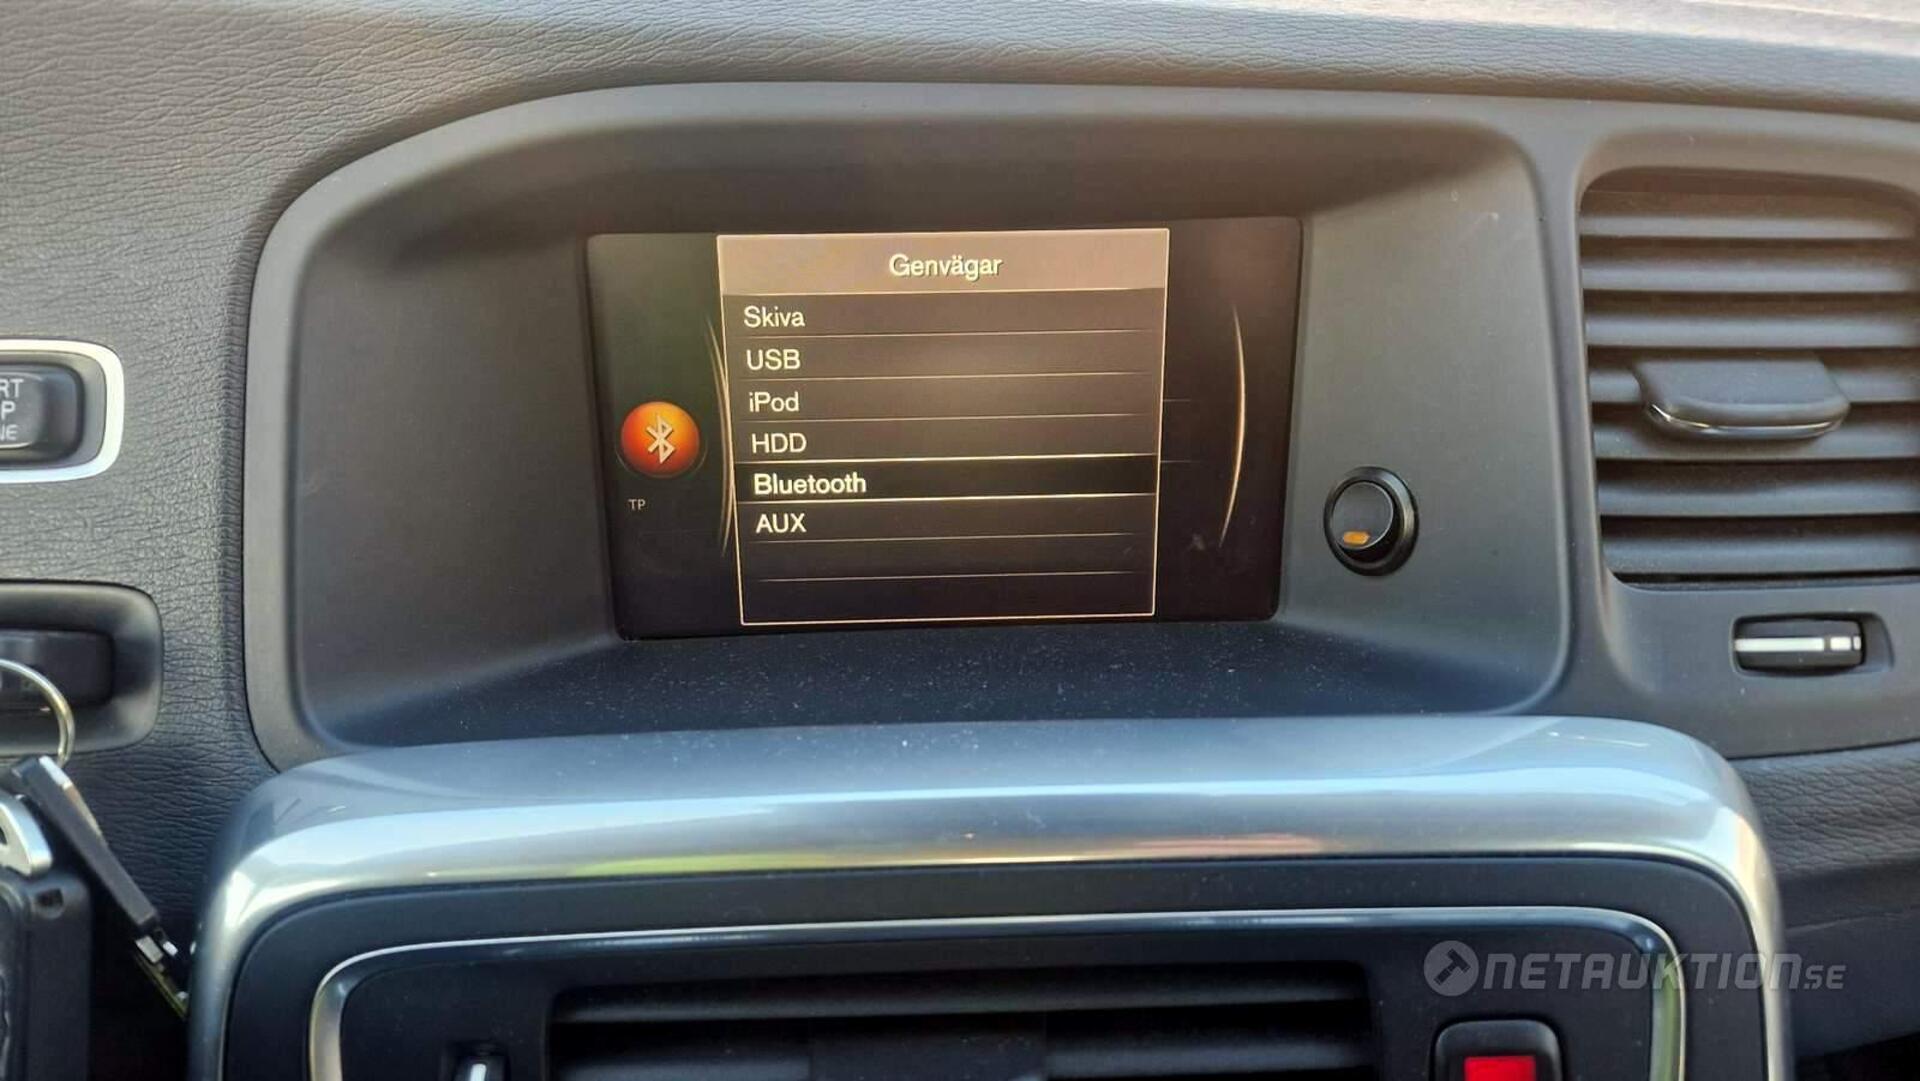 Genvägar
Skiva
USB
iPod
HDD
Bluetooth
AUX
TP
NETAUKTION.SE